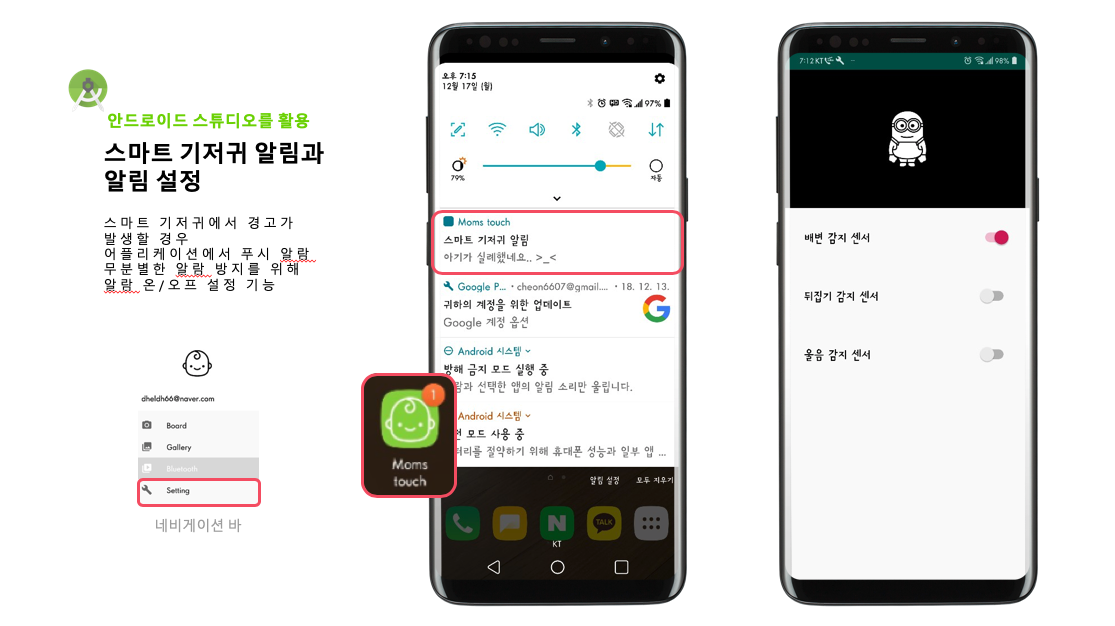 안드로이드 스튜디오를 활용
스마트 기저귀 알림과
알림 설정
스마트 기저귀에서 경고가
발생할 경우
어플리케이션에서 푸시 알람
무분별한 알람 방지를 위해
알람 온/오프 설정 기능
dheldh66@naver.com
Board
Gallery
Bluetooth
Setting
네비게이션 바
오후 7:15
12월 17일 (월)
97%
79%
자동
Moms touch
스마트 기저귀 알림
아기가 실례했네요.. >_<
Google P... • cheon6607@gmail.... • 18. 12. 13.
귀하의 계정을 위한 업데이트
Google 계정 옵션
Android 시스템
방해 금지 모드 실행 중
람과 선택한 앱의 알림 소리만 울립니다.
Android 시스템
전 모드 사용 중
터리를 절약하기 위해 휴대폰 성능과 일부 앱 ...
1
Moms
touch
알림 설정 모두 지우기
N
TALK
KT
7:12 KT
98%
배변 감지 센서
뒤집기 감지 센서
울음 감지 센서